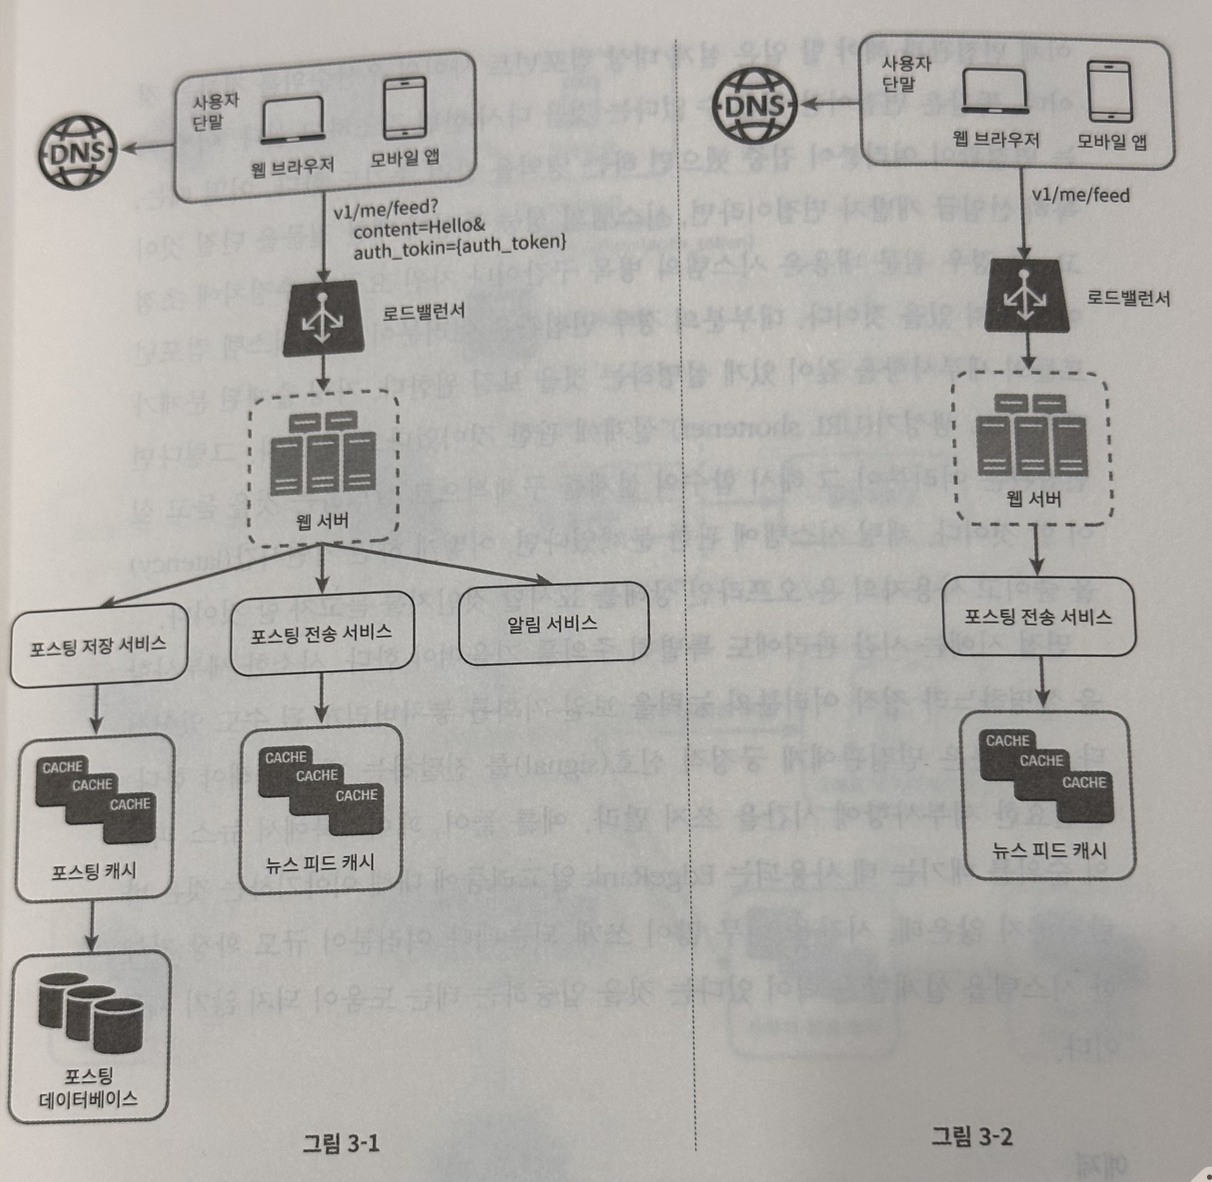 DNS
사용자
단말
웹 브라우저
모바일 앱
v1/me/feed?
content=Hello&
auth_tokin={auth_token}
로드밸런서
웹 서버
포스팅 저장 서비스
포스팅 전송 서비스
알림 서비스
CACHE
CACHE
CACHE
포스팅 캐시
CACHE
CACHE
CACHE
뉴스 피드 캐시
포스팅
데이터베이스
그림 3-1
DNS
사용자
단말
웹 브라우저
모바일 앱
v1/me/feed
로드밸런서
웹 서버
포스팅 전송 서비스
CACHE
CACHE
CACHE
뉴스 피드 캐시
그림 3-2